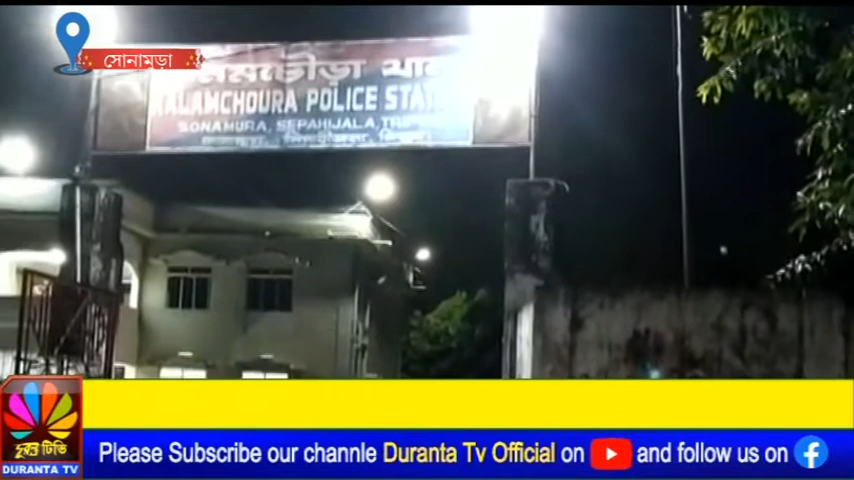 সোনামুড়া
KALAMCHOURA POLICE STAT
SONAMURA, SEPAHIJALA, TRIP
দুরন্ত টিভি
DURANTA TV
Please Subscribe our channle Duranta Tv Official on and follow us on